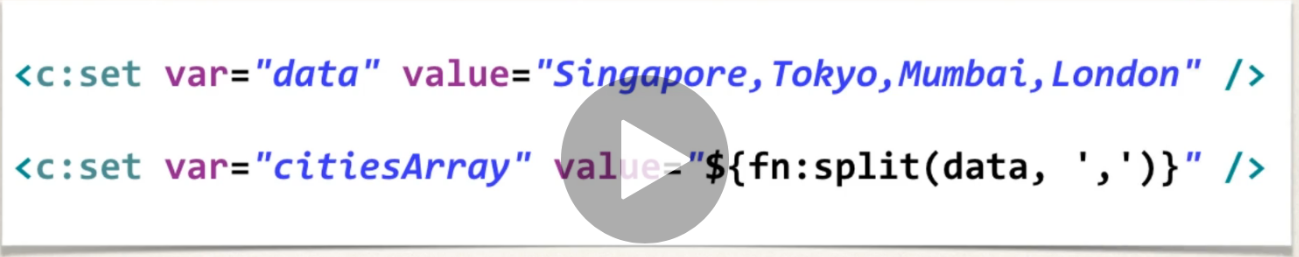 <c:set var="data" value="Singapore,Tokyo,Mumbai,London" />
<c:set var="citiesArray" value="${fn:split(data, ',')}" />